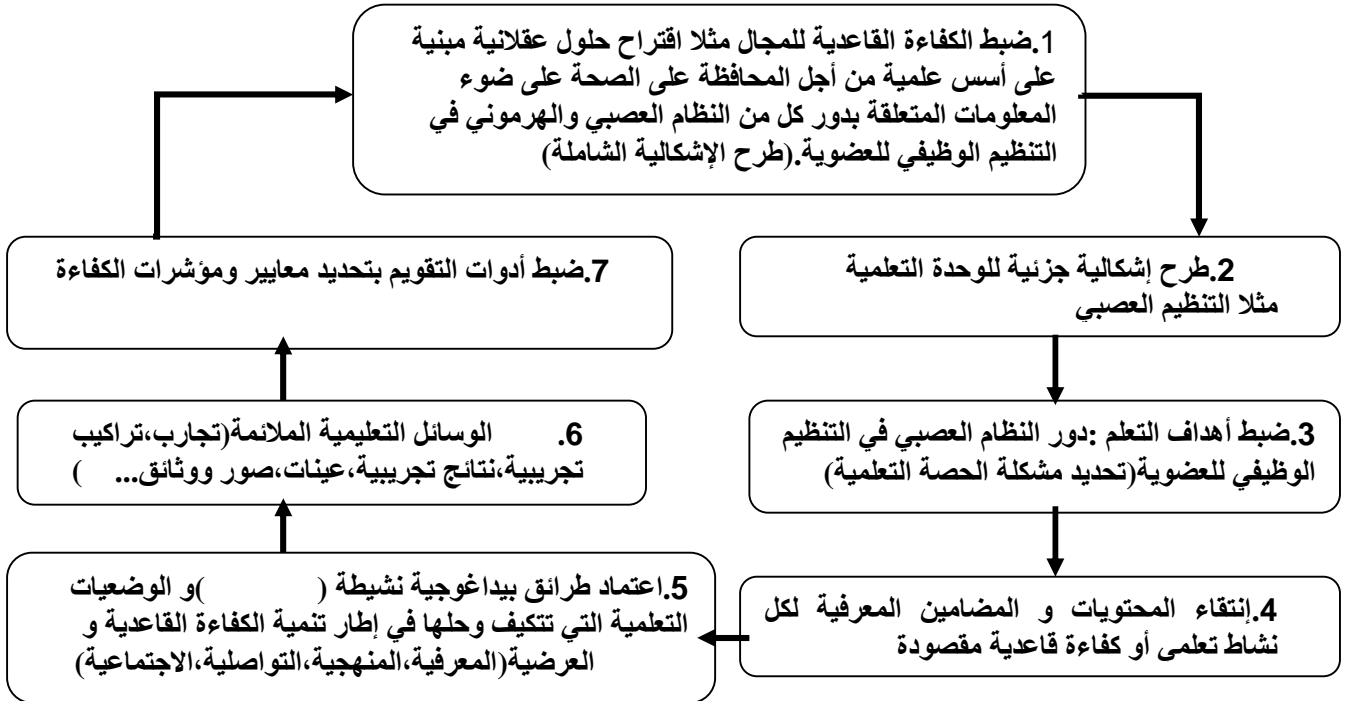 1.ضبط الكفاءة القاعدية للمجال مثلا اقتراح حلول عقلانية مبنية
على أسس علمية من أجل المحافظة على الصحة على ضوء
المعلومات المتعلقة بدور كل من النظام العصبي والهرموني في
التنظيم الوظيفي للعضوية.(طرح الإشكالية الشاملة)
2.طرح إشكالية جزئية للوحدة التعلمية
مثلا التنظيم العصبي
3.ضبط أهداف التعلم :دور النظام العصبي في التنظيم
الوظيفي للعضوية(تحديد مشكلة الحصة التعلمية)
4.إنتقاء المحتويات و المضامين المعرفية لكل
نشاط تعلمى أو كفاءة قاعدية مقصودة
5.اعتماد طرائق بيداغوجية نشيطة ( )و الوضعيات
التعلمية التي تتكيف وحلها في إطار تنمية الكفاءة القاعدية و
العرضية(المعرفية،المنهجية،التواصلية،الاجتماعية)
6. الوسائل التعليمية الملائمة(تجارب،تراكيب
تجريبية،نتائج تجريبية،عينات،صور ووثائق... )
7.ضبط أدوات التقويم بتحديد معايير ومؤشرات الكفاءة